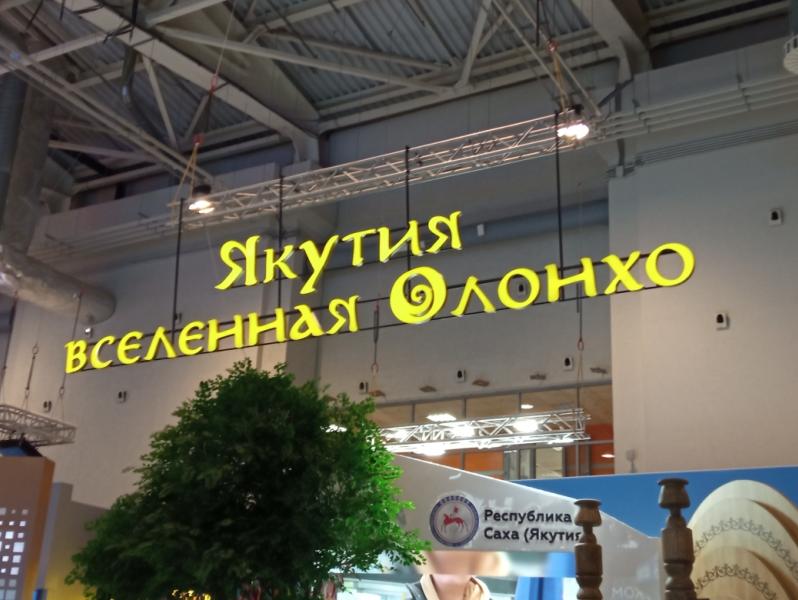 Якутия
вселенная Олонхо
Республика
Саха (Якутия